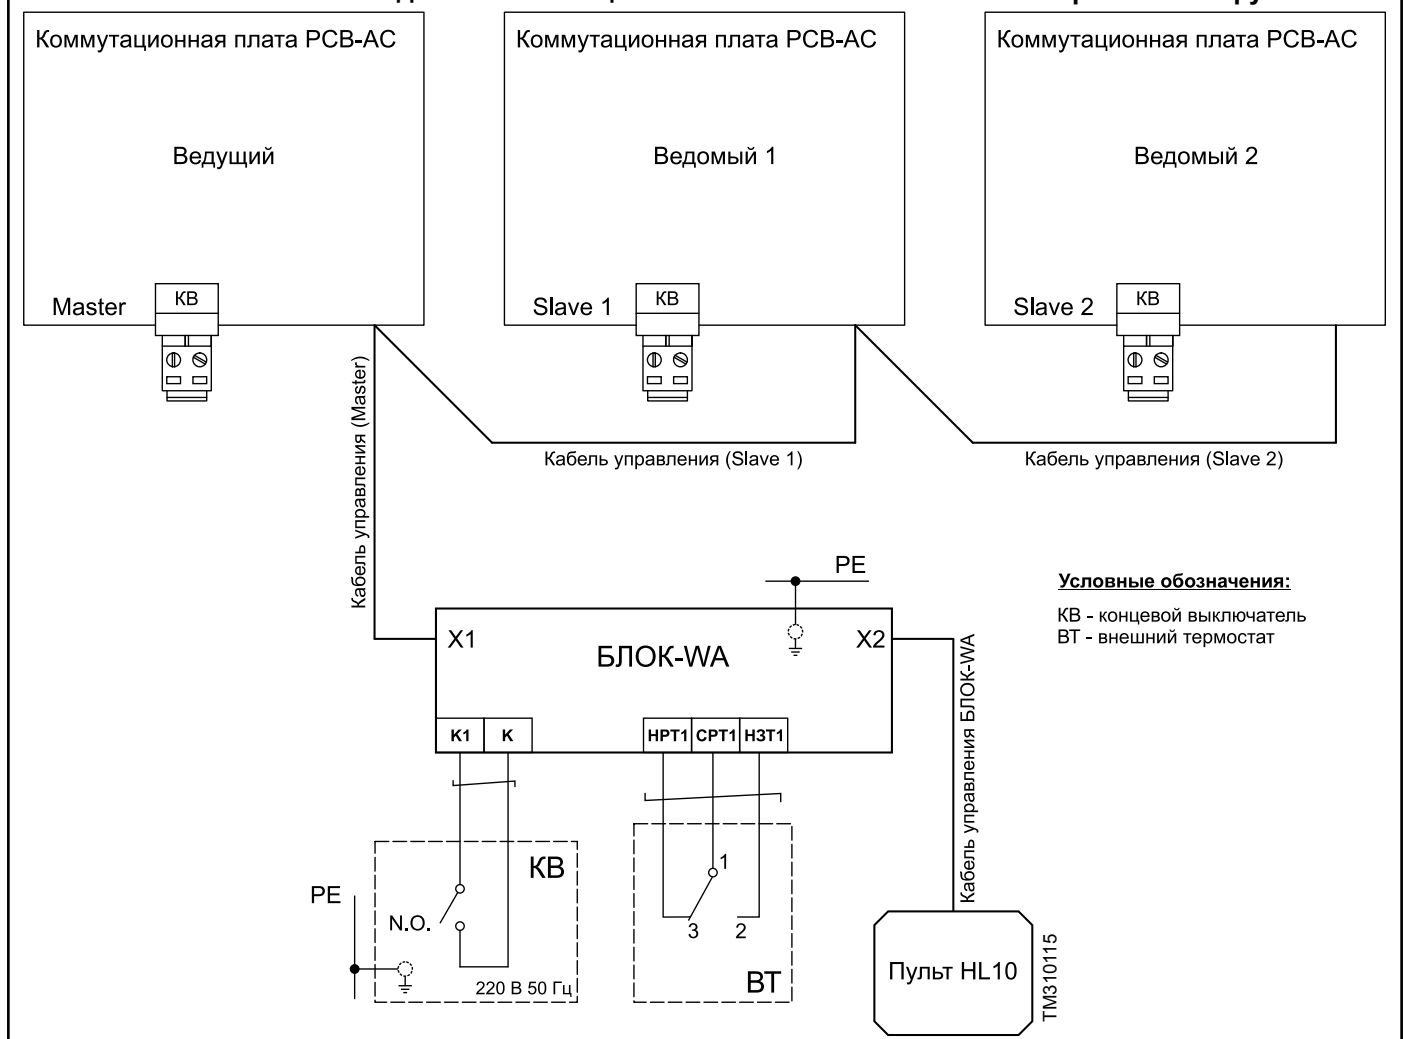 Коммутационная плата PCB-AC
Коммутационная плата PCB-AC
Коммутационная плата PCB-AC
Ведущий
Ведомый 1
Ведомый 2
Master
КВ
Slave 1
КВ
Slave 2
КВ
Кабель управления (Master)
Кабель управления (Slave 1)
Кабель управления (Slave 2)
PE
Условные обозначения:
КВ - концевой выключатель
ВТ - внешний термостат
X1
БЛОК-WA
X2
Кабель управления БЛОК-WA
К1
К
НРТ1
СРТ1
НЗТ1
КВ
PE
N.O.
220 В 50 Гц
1
3
2
ВТ
Пульт HL10
TM310115